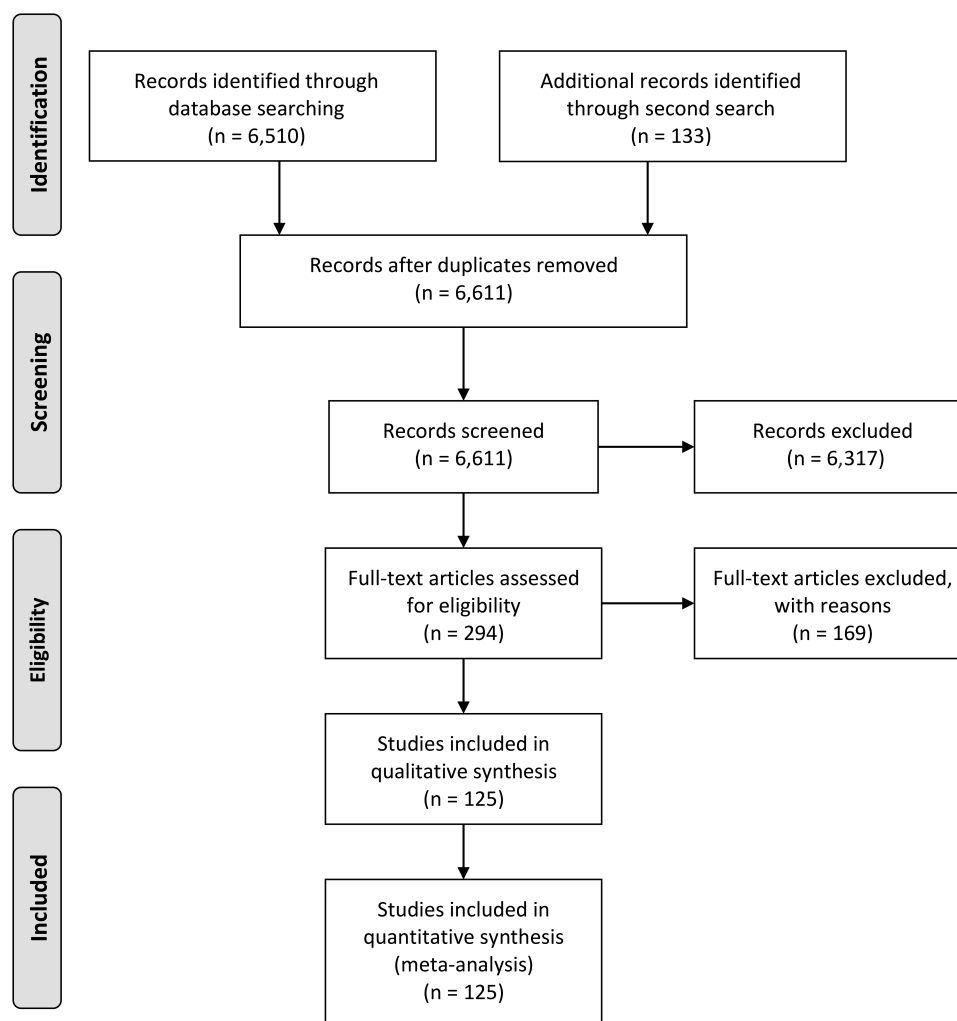 Identification
Records identified through
database searching
(n = 6,510)
Additional records identified
through second search
(n = 133)
Records after duplicates removed
(n = 6,611)
Screening
Records screened
(n = 6,611)
Records excluded
(n = 6,317)
Eligibility
Full-text articles assessed
for eligibility
(n = 294)
Full-text articles excluded,
with reasons
(n = 169)
Studies included in
qualitative synthesis
(n = 125)
Included
Studies included in
quantitative synthesis
(meta-analysis)
(n = 125)